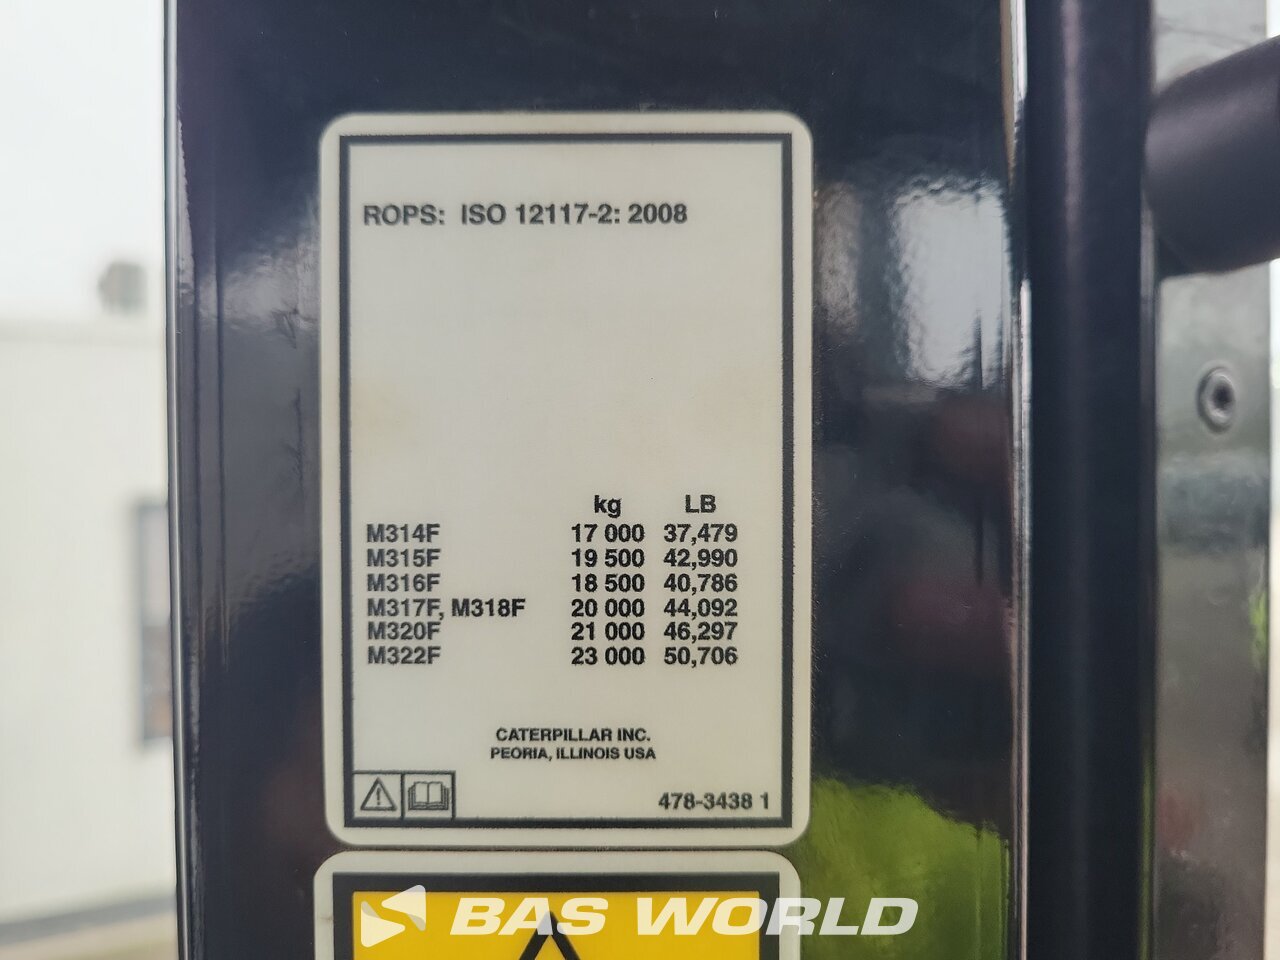 ROPS: ISO 12117-2: 2008
kg LB
M314F 17 000 37,479
M315F 19 500 42,990
M316F 18 500 40,786
M317F, M318F 20 000 44,092
M320F 21 000 46,297
M322F 23 000 50,706
CATERPILLAR INC.
PEORIA, ILLINOIS USA
478-3438 1
BAS WORLD